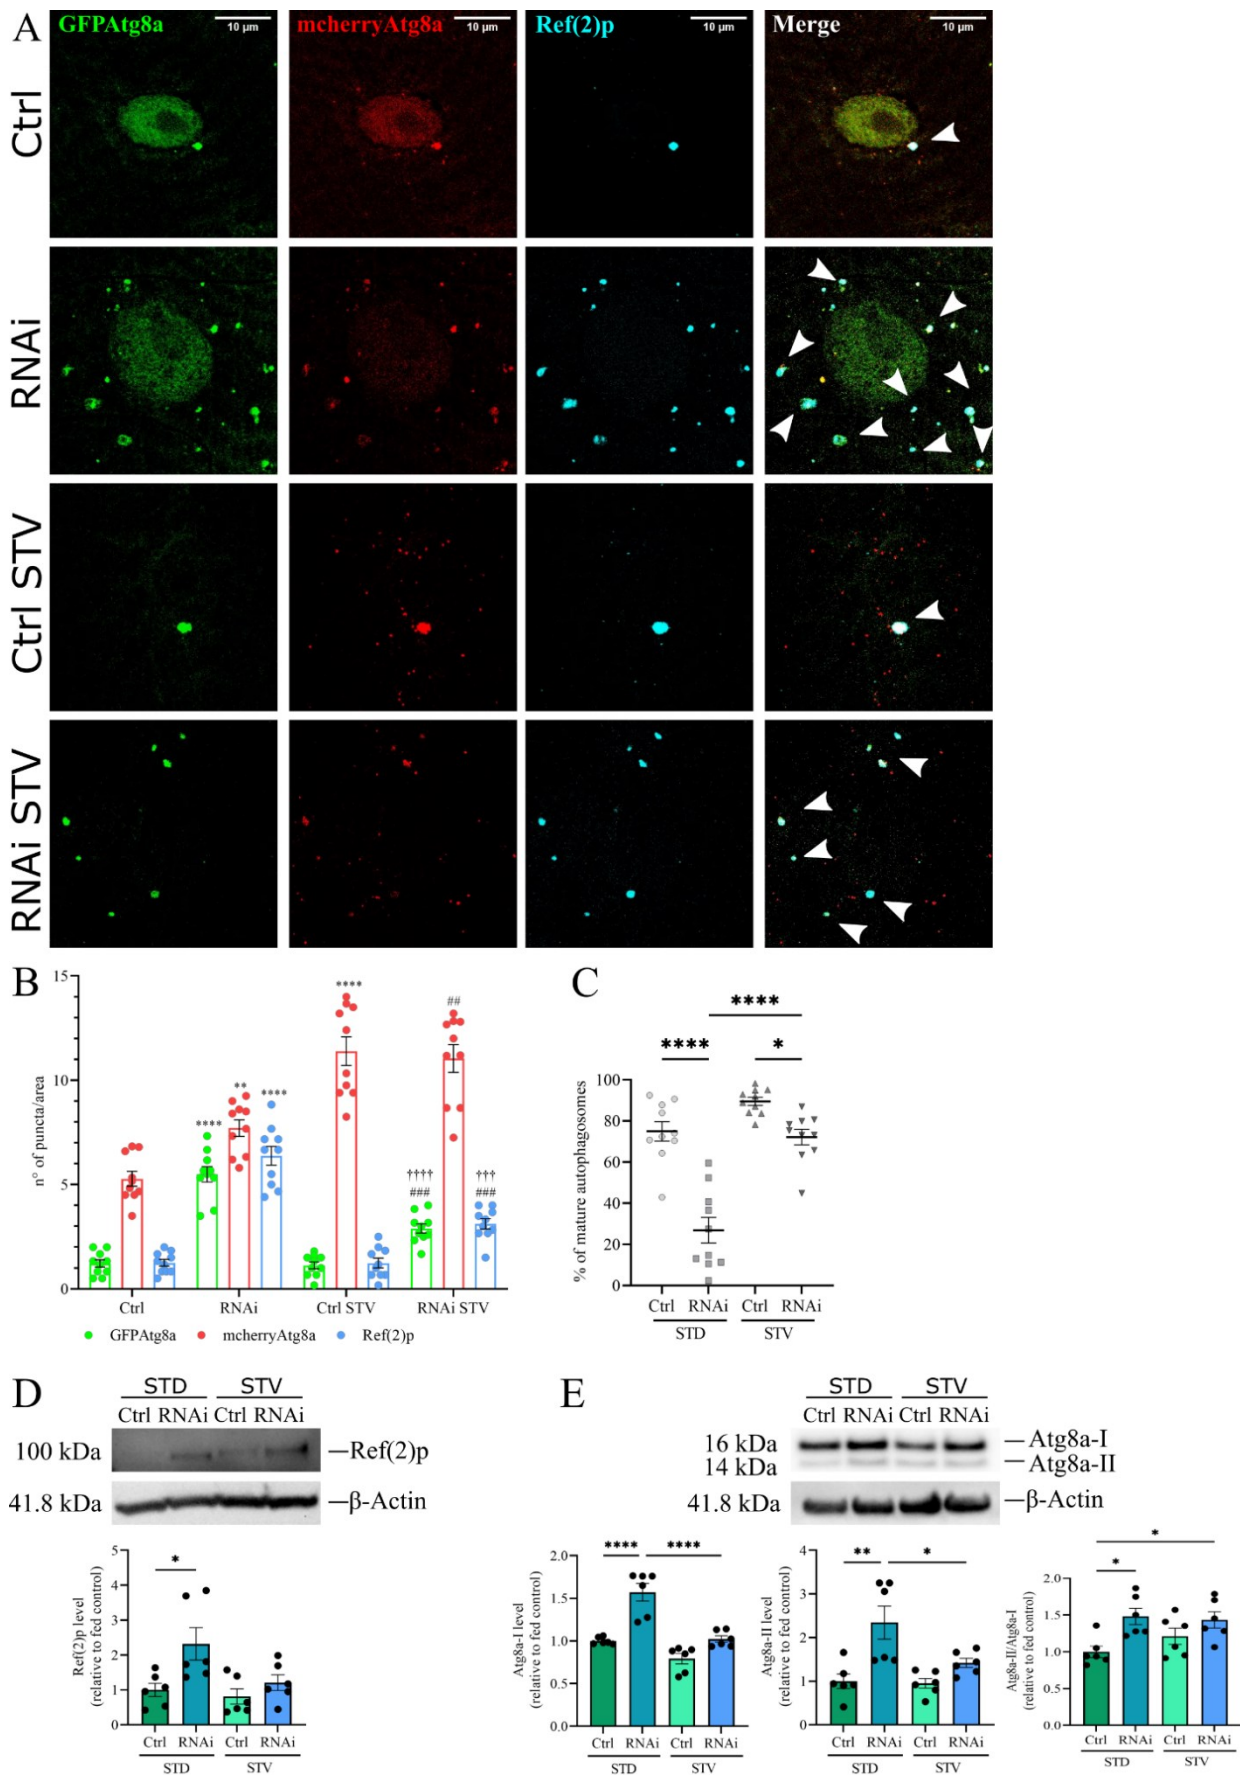 A
GFPAtg8a
10 µm
mcherryAtg8a
10 µm
Ref(2)p
10 µm
Merge
10 µm
Ctrl
RNAi
Ctrl STV
RNAi STV
B
n° of puncta/area
15
10
5
0
****
**
****
****
††††
###
##
†††
###
Ctrl
RNAi
Ctrl STV
RNAi STV
GFPAtg8a
mcherryAtg8a
Ref(2)p
C
% of mature autophagosomes
****
****
*
100
80
60
40
20
0
Ctrl
RNAi
Ctrl
RNAi
STD
STV
D
STD
STV
Ctrl RNAi Ctrl RNAi
100 kDa
Ref(2)p
41.8 kDa
β-Actin
Ref(2)p level
(relative to fed control)
5
4
3
2
1
0
*
Ctrl
RNAi
Ctrl
RNAi
STD
STV
E
STD
STV
Ctrl RNAi Ctrl RNAi
16 kDa
Atg8a-I
14 kDa
Atg8a-II
41.8 kDa
β-Actin
Atg8a-I level
(relative to fed control)
2.0
1.5
1.0
0.5
0.0
****
****
Ctrl
RNAi
Ctrl
RNAi
STD
STV
Atg8a-II level
(relative to fed control)
4
3
2
1
0
**
*
Ctrl
RNAi
Ctrl
RNAi
STD
STV
Atg8a-II/Atg8a-I
(relative to fed control)
2.0
1.5
1.0
0.5
0.0
*
*
Ctrl
RNAi
Ctrl
RNAi
STD
STV